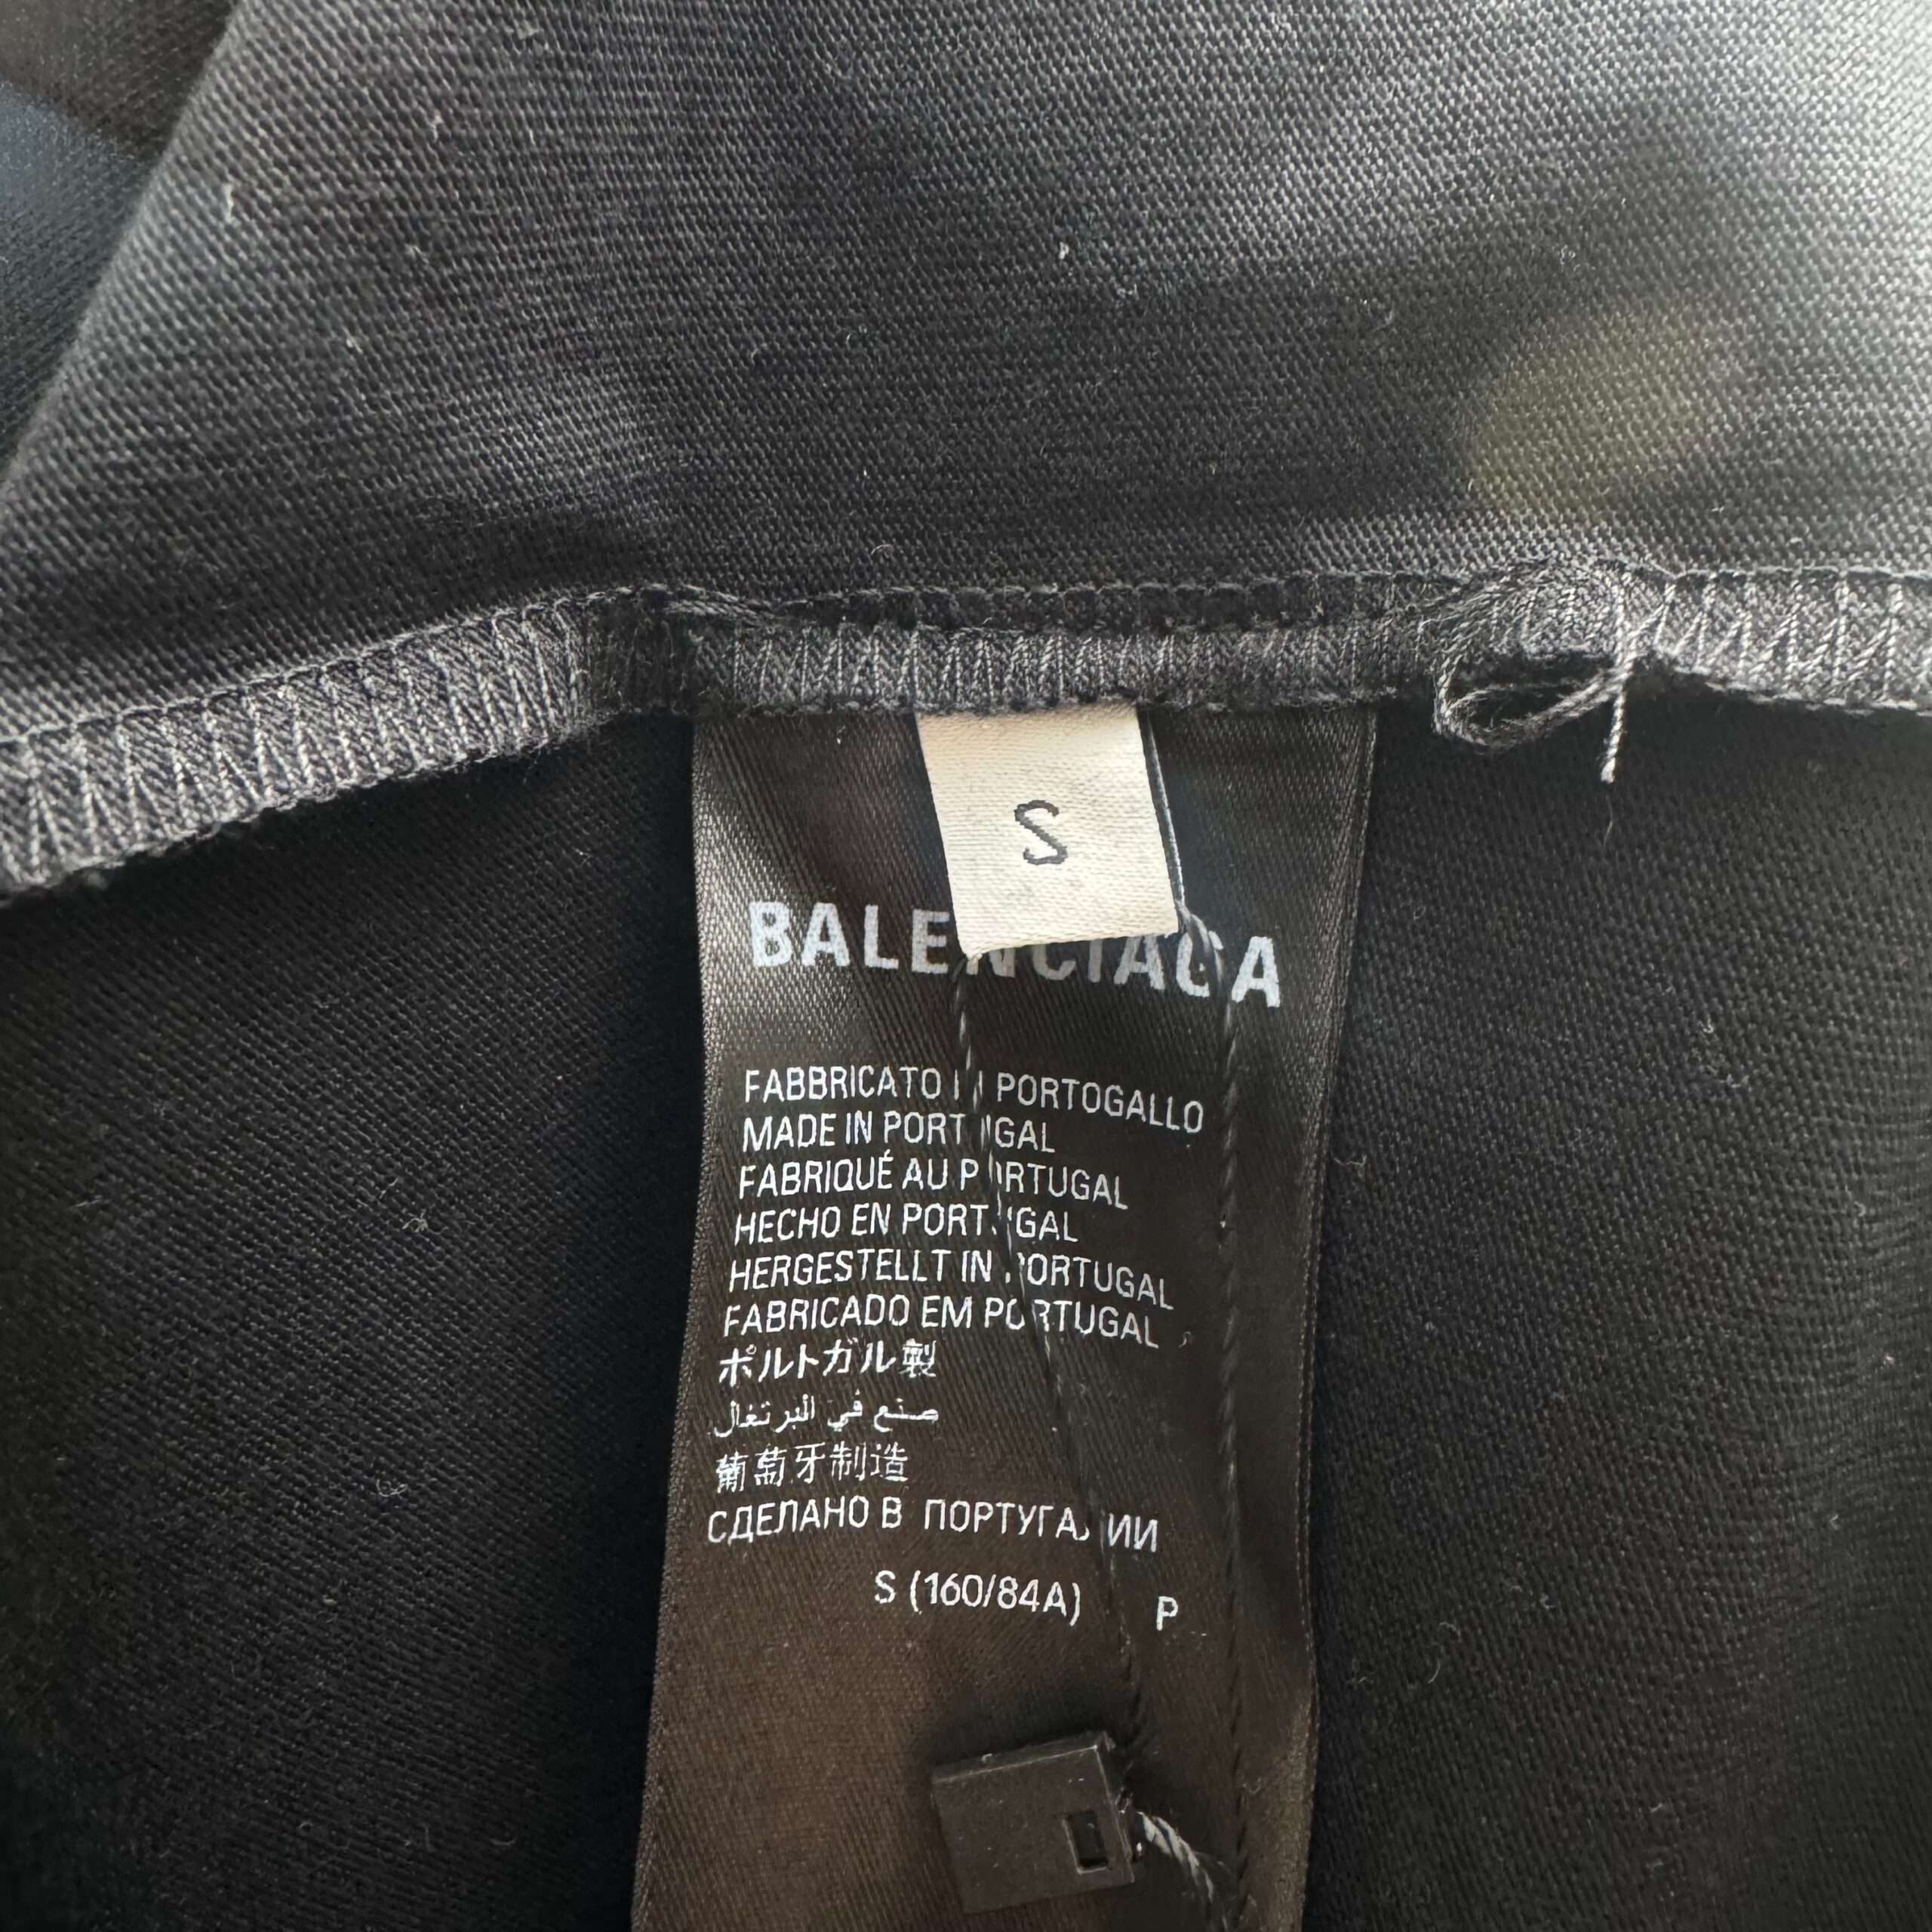 S
BALENCIAGA
FABBRICATO IN PORTOGALLO
MADE IN PORTUGAL
FABRIQUÉ AU PORTUGAL
HECHO EN PORTUGAL
HERGESTELLT IN PORTUGAL
FABRICADO EM PORTUGAL
ポルトガル製
صنع في البرتغال
葡萄牙制造
СДЕЛАНО В ПОРТУГАЛИИ
S (160/84A) P